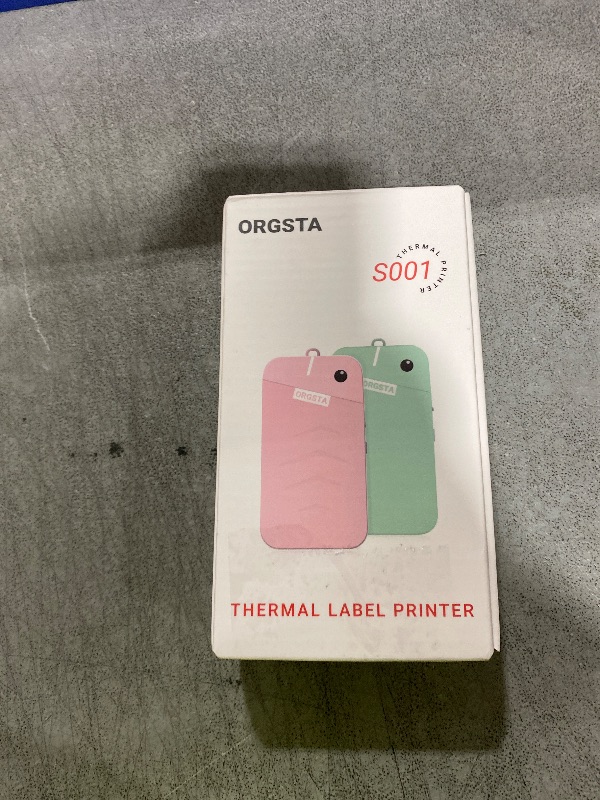 ORGSTA
THERMAL PRINTER
S001
ORGSTA
ORGSTA
THERMAL LABEL PRINTER